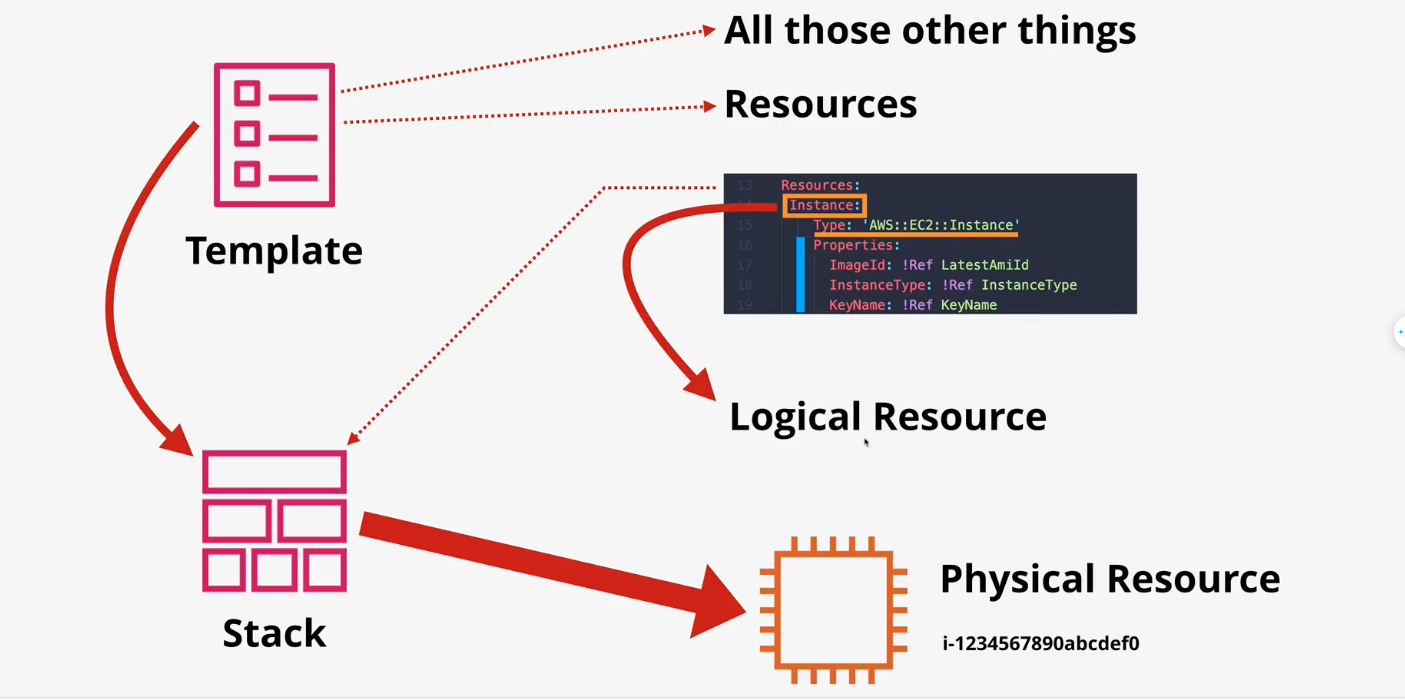 All those other things
Resources
Template
13 Resources:
14 Instance:
15 Type: 'AWS::EC2::Instance'
16 Properties:
17 ImageId: !Ref LatestAmiId
18 InstanceType: !Ref InstanceType
19 KeyName: !Ref KeyName
Logical Resource
Stack
Physical Resource
i-1234567890abcdef0